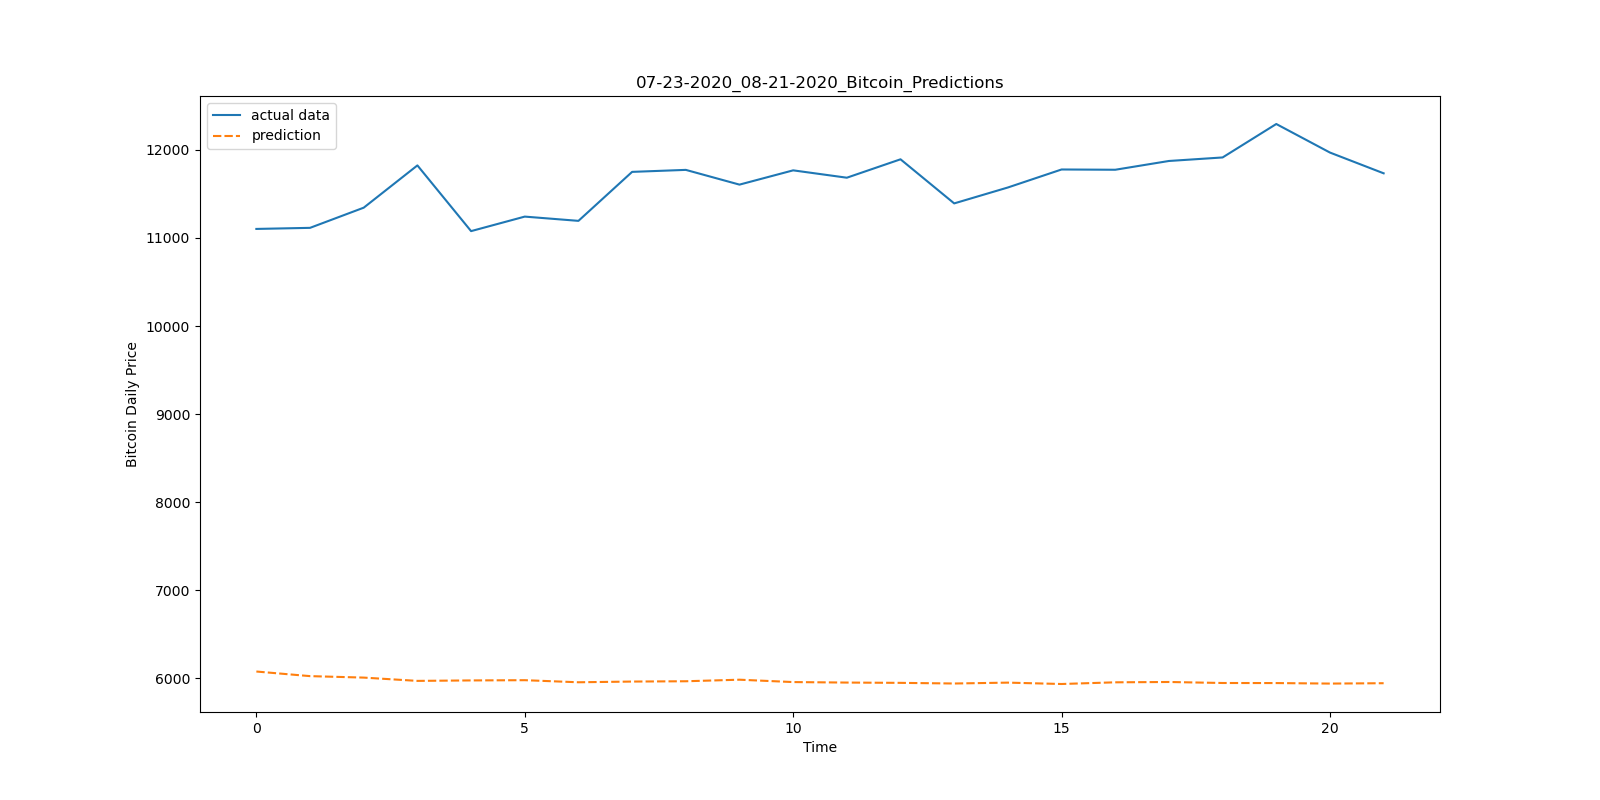 07-23-2020_08-21-2020_Bitcoin_Predictions
actual data
prediction
12000
11000
10000
9000
8000
7000
6000
Bitcoin Daily Price
0 5 10 15 20
Time